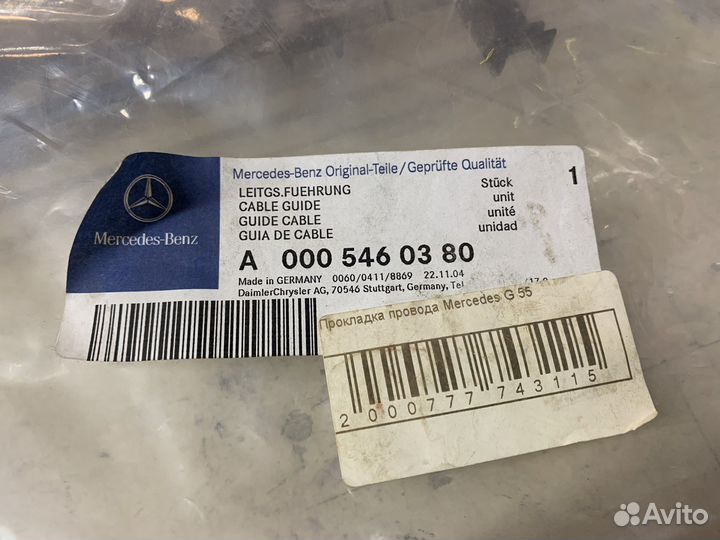 Mercedes-Benz Original-Teile/Geprüfte Qualität
LEITGS.FUEHRUNG Stück 1
CABLE GUIDE unit
GUIDE CABLE unité
GUIA DE CABLE unidad
Mercedes-Benz
A 000 546 03 80
Made in GERMANY 0060/0411/8869 22.11.04
DaimlerChrysler AG, 70546 Stuttgart, Germany, Tel
Прокладка провода Mercedes G 55
2 000777 743115
Avito